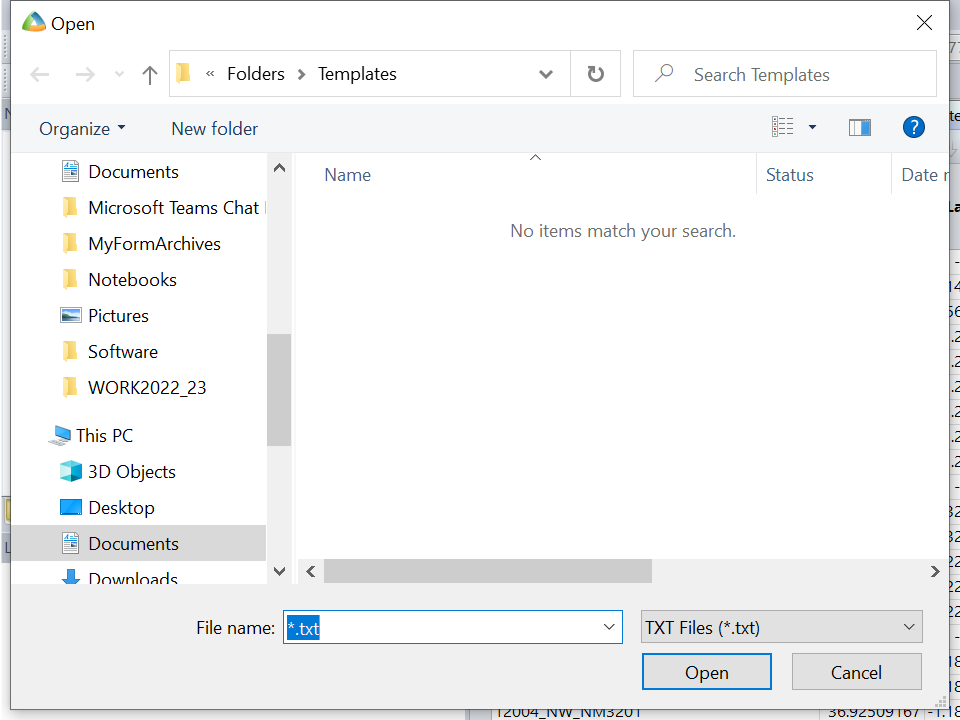 Open
« Folders > Templates
Search Templates
Organize
New folder
?
Name
Status
Date
No items match your search.
Documents
Microsoft Teams Chat
MyFormArchives
Notebooks
Pictures
Software
WORK2022_23
This PC
3D Objects
Desktop
Documents
Downloads
File name:
*.txt
TXT Files (*.txt)
Open
Cancel
12004_NW_NM3201
36.92509167
-1.18